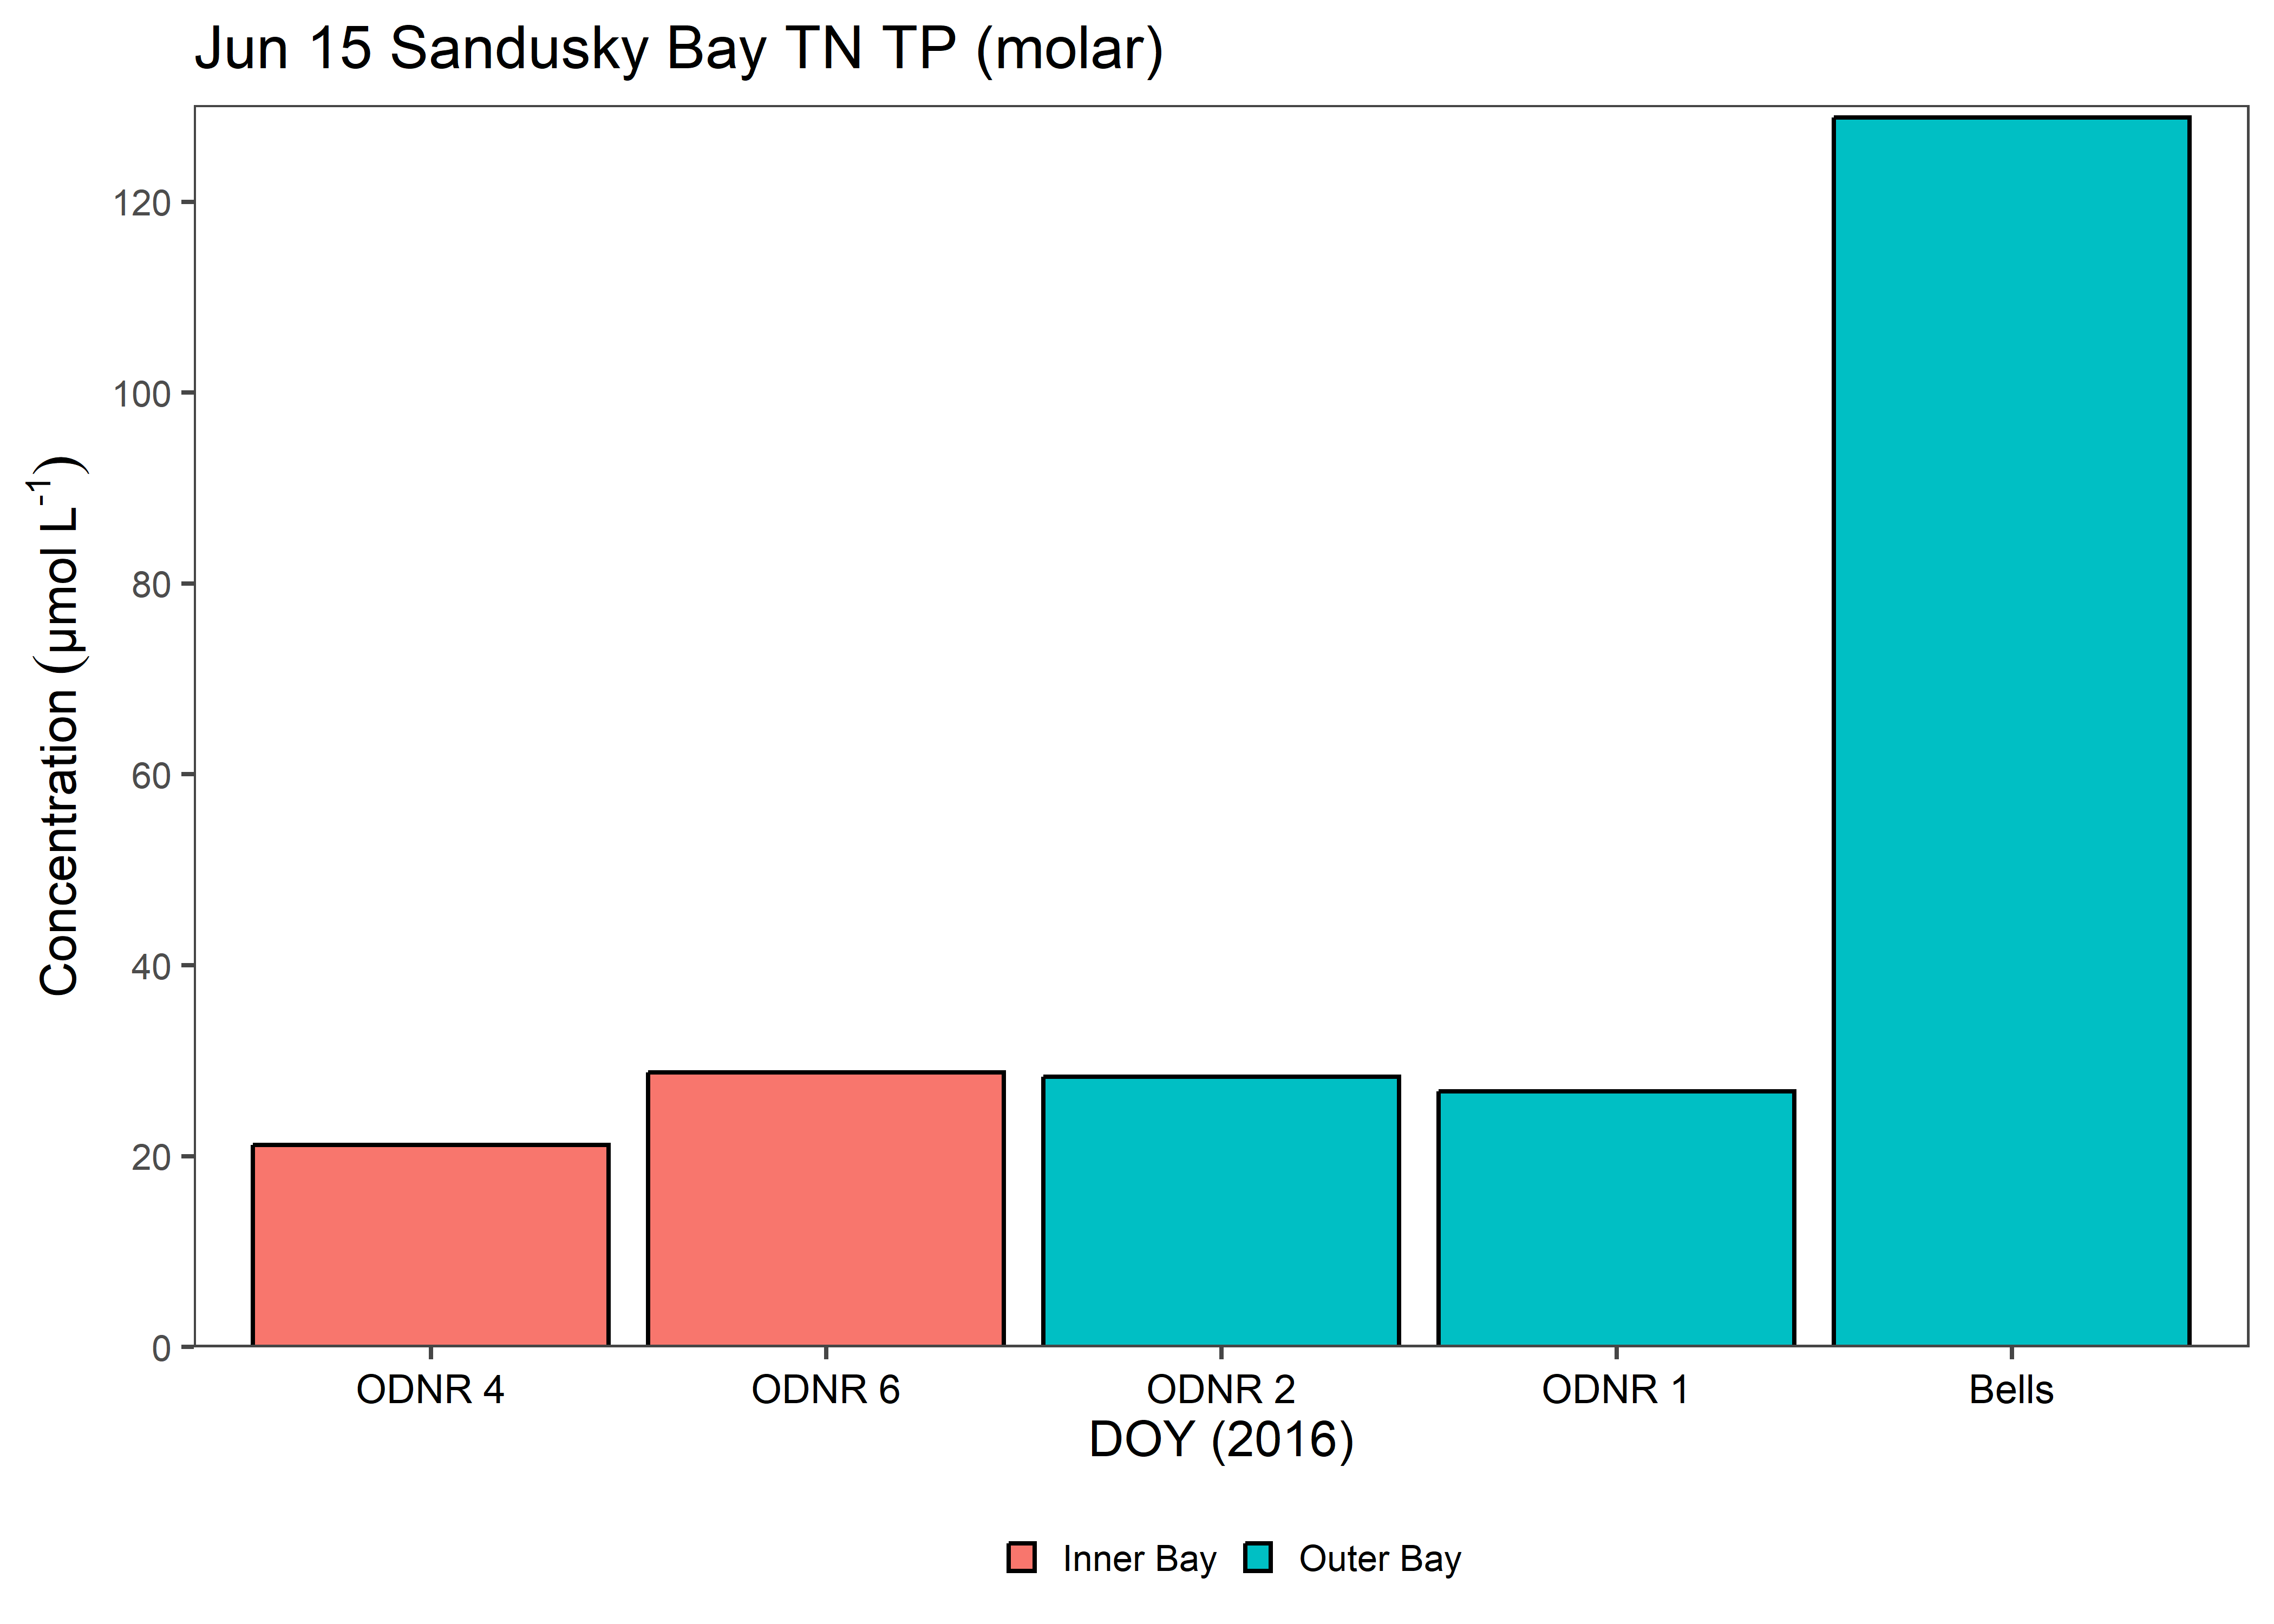 Jun 15 Sandusky Bay TN TP (molar)
Concentration (µmol L⁻¹)
120
100
80
60
40
20
0
ODNR 4 ODNR 6 ODNR 2 ODNR 1 Bells
DOY (2016)
Inner Bay Outer Bay